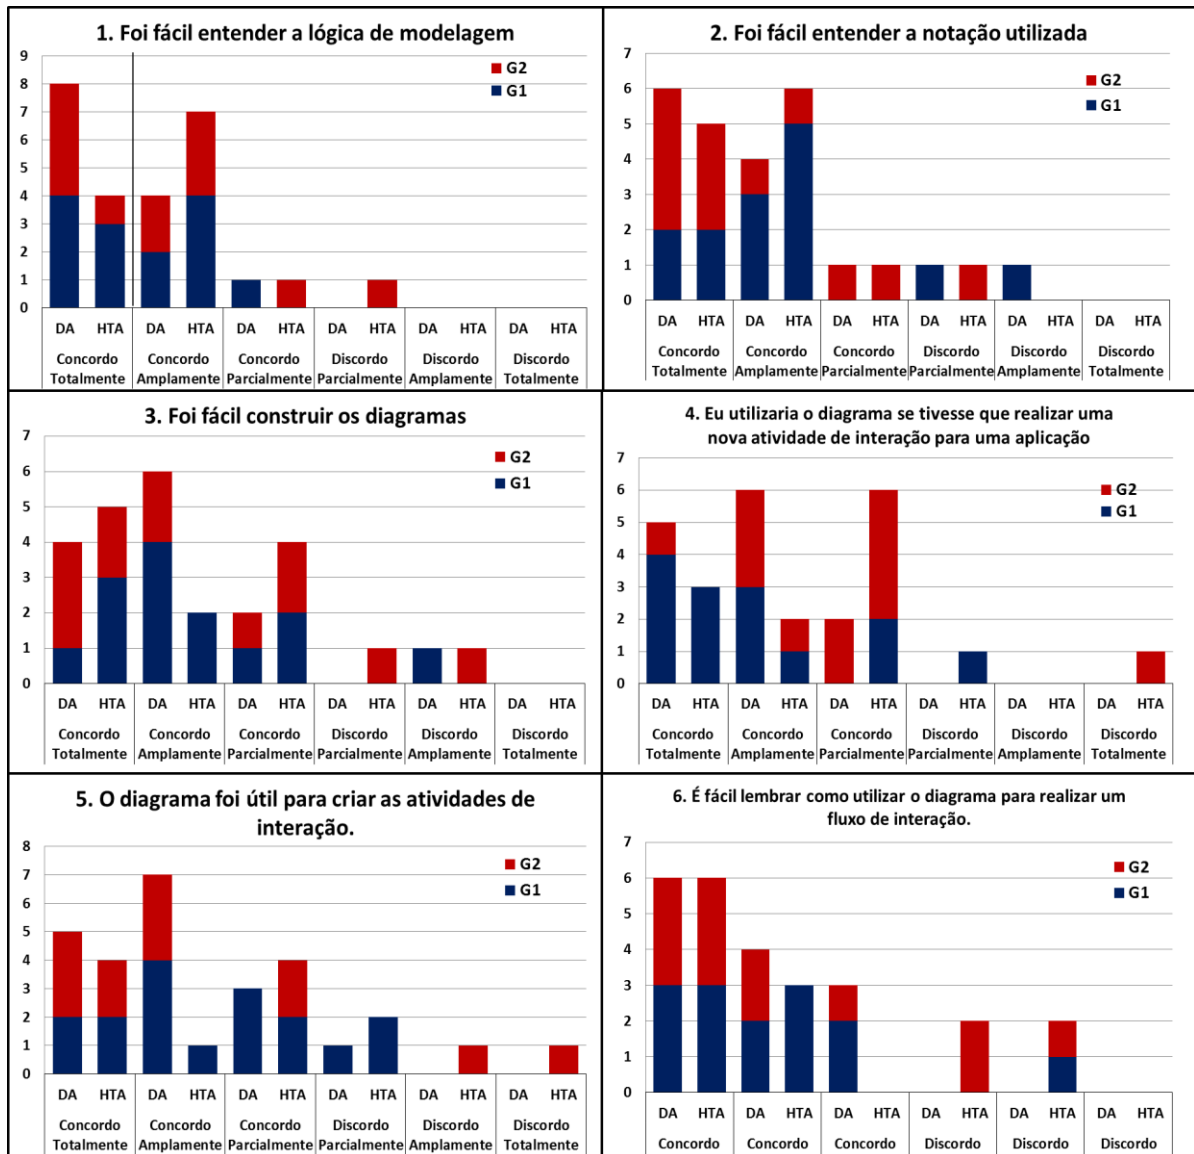 1. Foi fácil entender a lógica de modelagem
9
8
7
6
5
4
3
2
1
0
G2
G1
DA HTA DA HTA DA HTA DA HTA DA HTA DA HTA
Concordo Concordo Concordo Discordo Discordo Discordo
Totalmente Amplamente Parcialmente Parcialmente Amplamente Totalmente
2. Foi fácil entender a notação utilizada
7
6
5
4
3
2
1
0
G2
G1
DA HTA DA HTA DA HTA DA HTA DA HTA DA HTA
Concordo Concordo Concordo Discordo Discordo Discordo
Totalmente Amplamente Parcialmente Parcialmente Amplamente Totalmente
3. Foi fácil construir os diagramas
7
6
5
4
3
2
1
0
G2
G1
DA HTA DA HTA DA HTA DA HTA DA HTA DA HTA
Concordo Concordo Concordo Discordo Discordo Discordo
Totalmente Amplamente Parcialmente Parcialmente Amplamente Totalmente
4. Eu utilizaria o diagrama se tivesse que realizar uma
nova atividade de interação para uma aplicação
7
6
5
4
3
2
1
0
G2
G1
DA HTA DA HTA DA HTA DA HTA DA HTA DA HTA
Concordo Concordo Concordo Discordo Discordo Discordo
Totalmente Amplamente Parcialmente Parcialmente Amplamente Totalmente
5. O diagrama foi útil para criar as atividades de
interação.
8
7
6
5
4
3
2
1
0
G2
G1
DA HTA DA HTA DA HTA DA HTA DA HTA DA HTA
Concordo Concordo Concordo Discordo Discordo Discordo
Totalmente Amplamente Parcialmente Parcialmente Amplamente Totalmente
6. É fácil lembrar como utilizar o diagrama para realizar um
fluxo de interação.
7
6
5
4
3
2
1
0
G2
G1
DA HTA DA HTA DA HTA DA HTA DA HTA DA HTA
Concordo Concordo Concordo Discordo Discordo Discordo